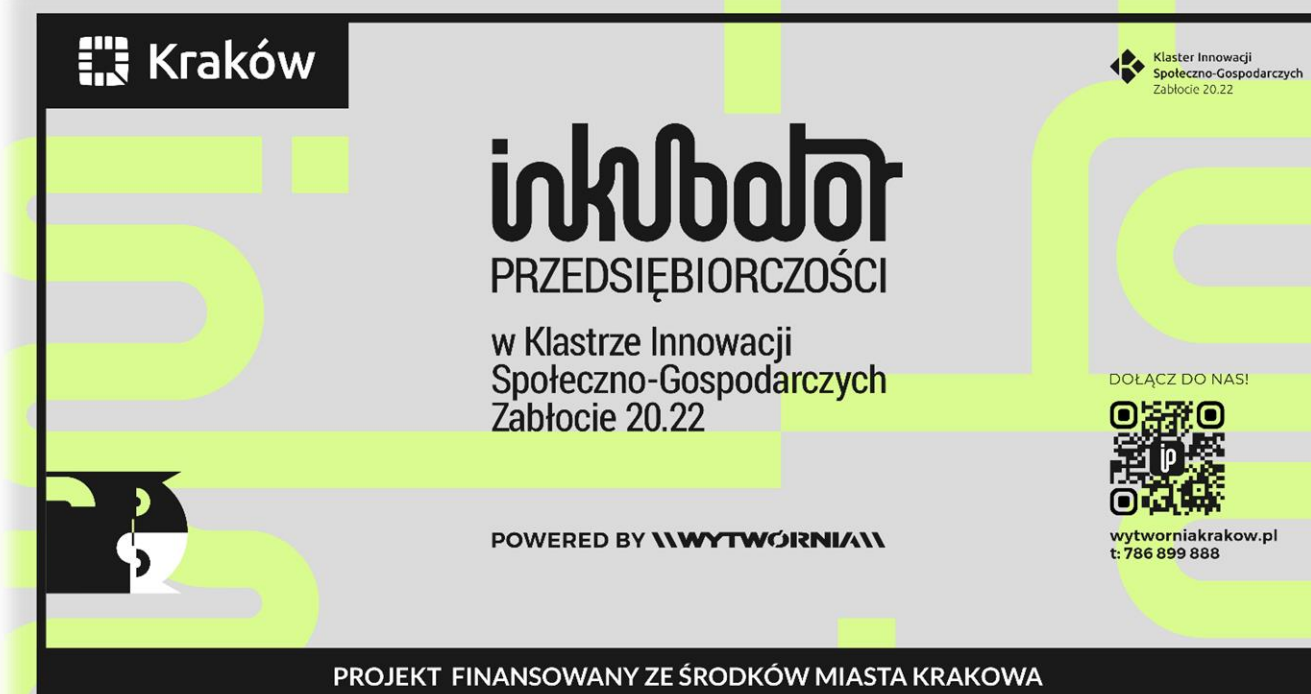 Kraków
Klaster Innowacji
Społeczno-Gospodarczych
Zabłocie 20.22
inkUbator
PRZEDSIĘBIORCZOŚCI
w Klastrze Innowacji
Społeczno-Gospodarczych
Zabłocie 20.22
DOŁĄCZ DO NAS!
ip
wytworniakrakow.pl
t: 786 899 888
POWERED BY \\WYTWÓRNIA\\
PROJEKT FINANSOWANY ZE ŚRODKÓW MIASTA KRAKOWA